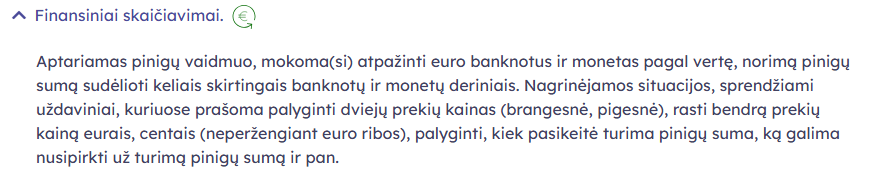 Finansiniai skaičiavimai.
Aptariamas pinigų vaidmuo, mokoma(si) atpažinti euro banknotus ir monetas pagal vertę, norimą pinigų
sumą sudėlioti keliais skirtingais banknotų ir monetų deriniais. Nagrinėjamos situacijos, sprendžiami
uždaviniai, kuriuose prašoma palyginti dviejų prekių kainas (brangesnė, pigesnė), rasti bendrą prekių
kainą eurais, centais (neperžengiant euro ribos), palyginti, kiek pasikeitė turima pinigų suma, ką galima
nusipirkti už turimą pinigų sumą ir pan.